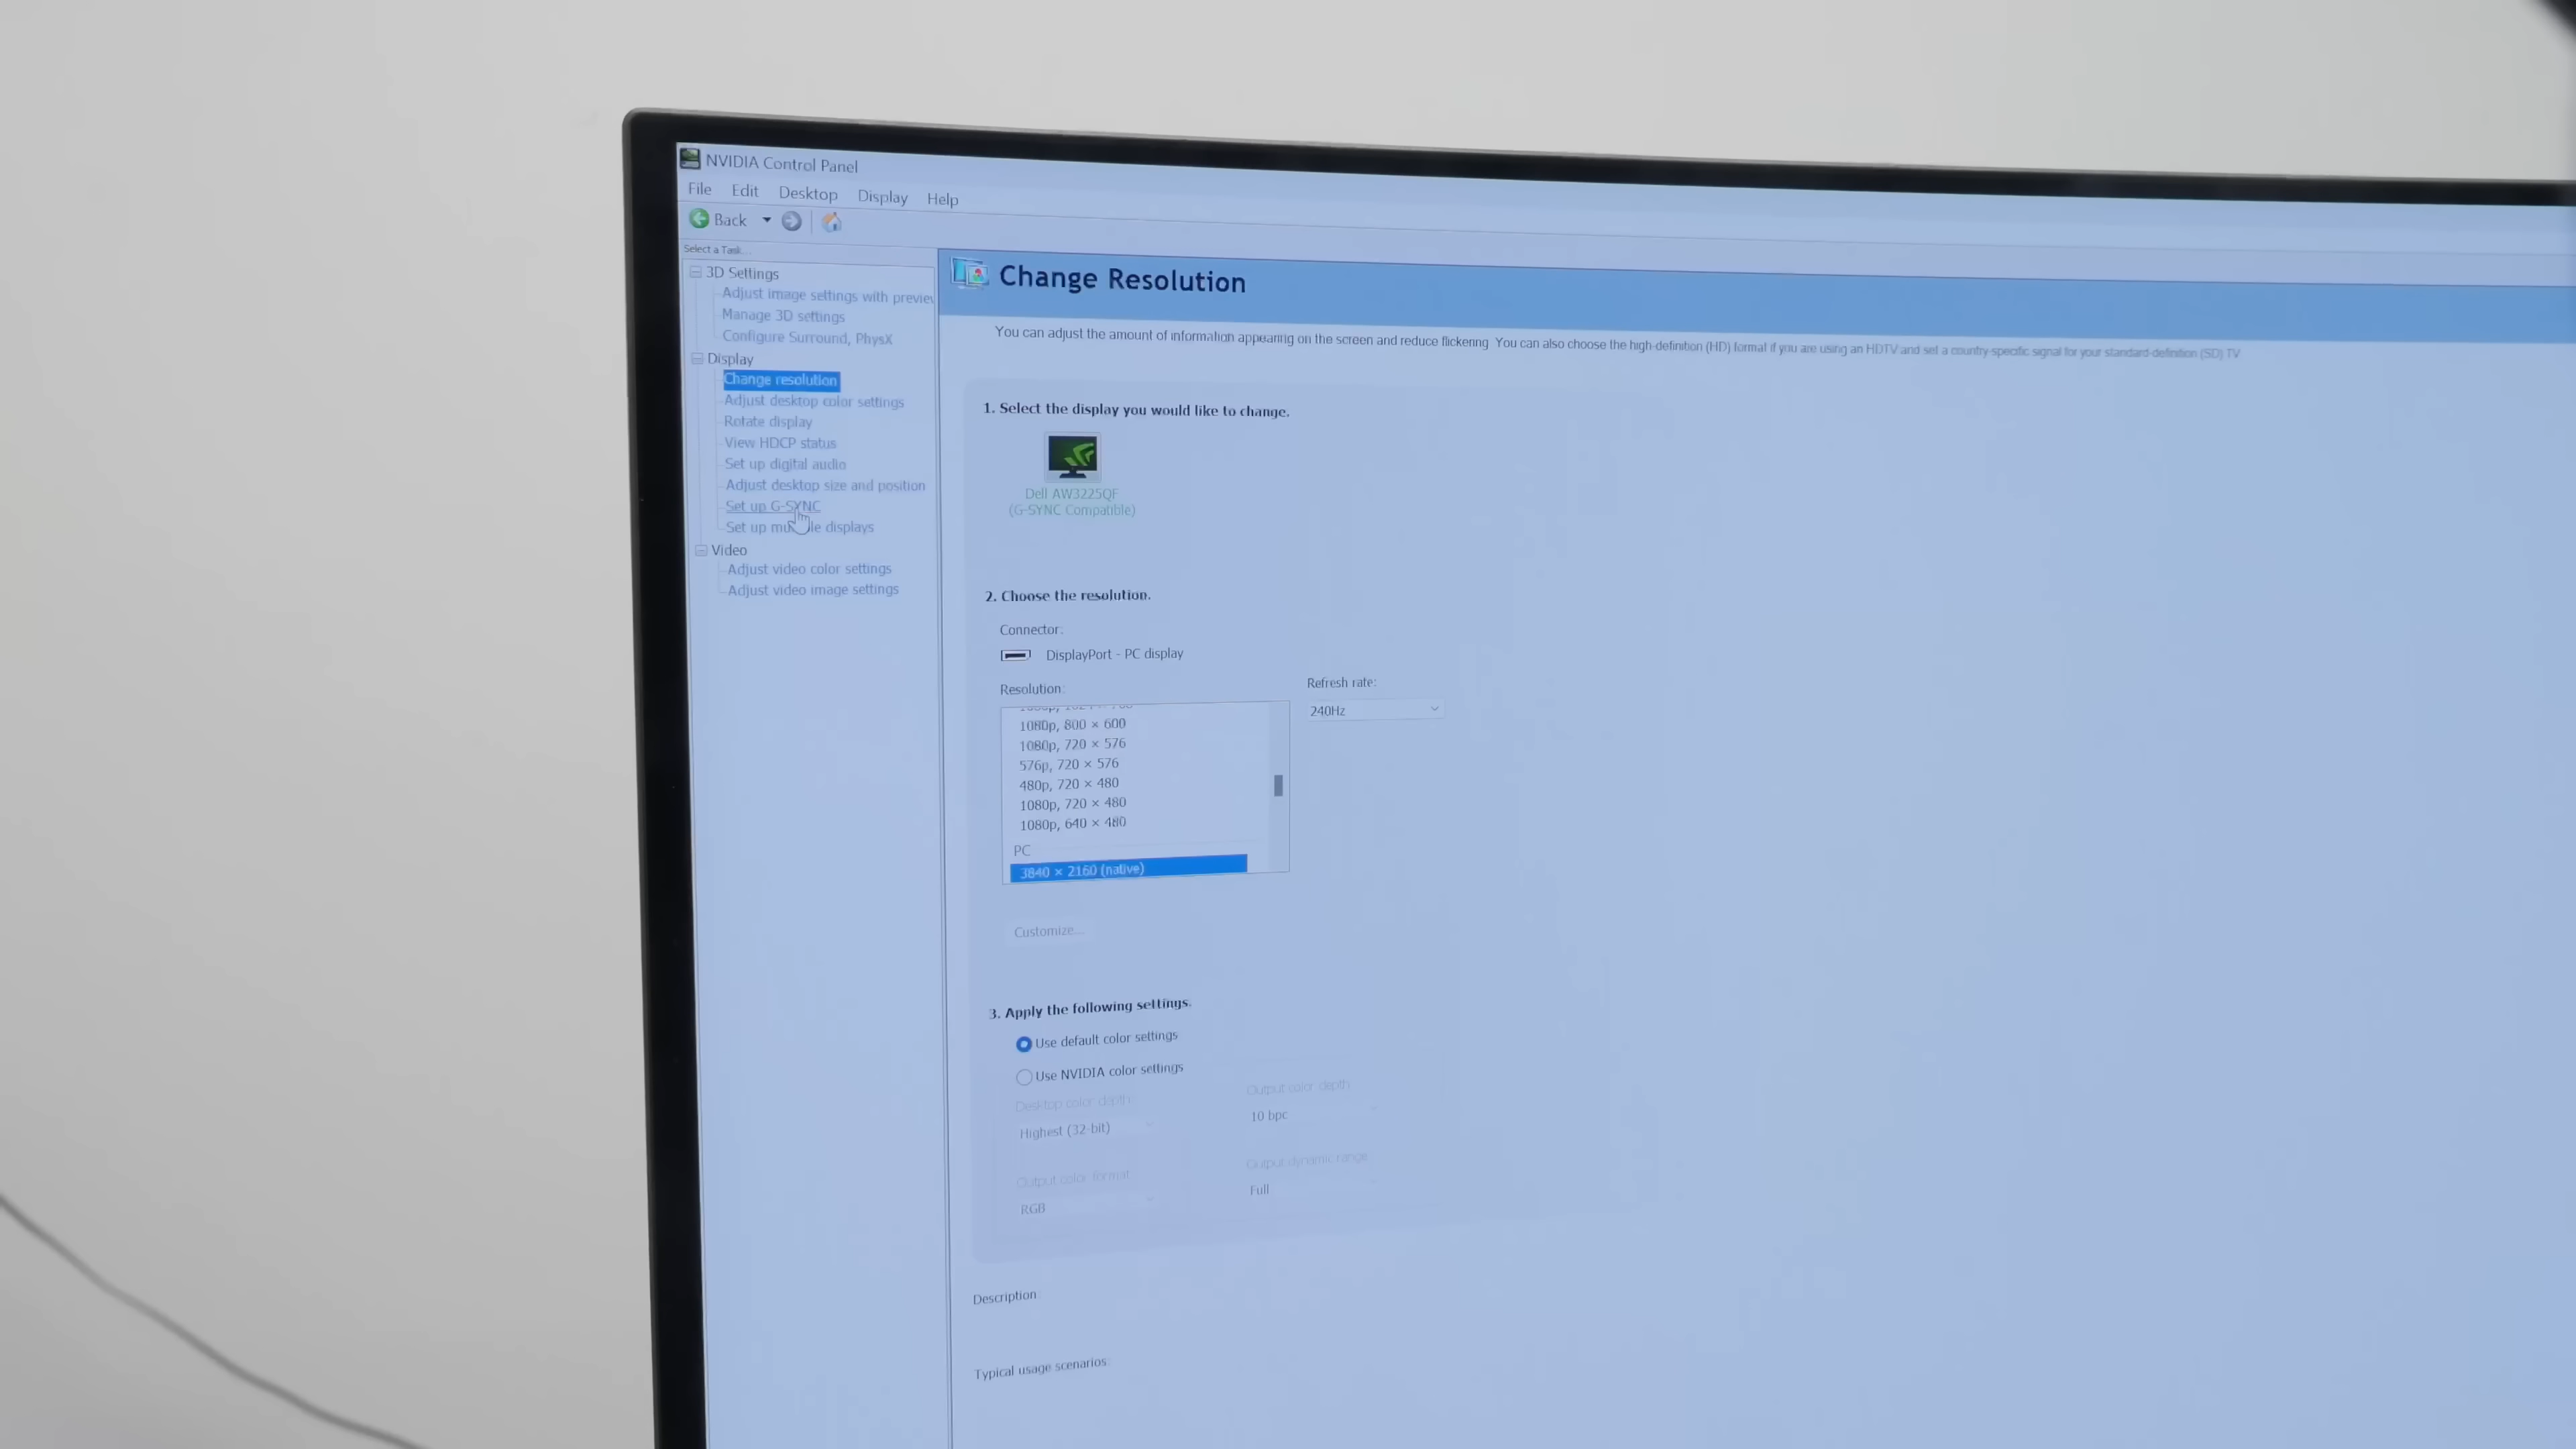 NVIDIA Control Panel
File Edit Desktop Display Help
Back
Select a Task...
3D Settings
Adjust image settings with preview
Manage 3D settings
Configure Surround, PhysX
Display
Change resolution
Adjust desktop color settings
Rotate display
View HDCP status
Set up digital audio
Adjust desktop size and position
Set up G-SYNC
Set up displays
Video
Adjust video color settings
Adjust video image settings
Change Resolution
You can adjust the amount of information appearing on the screen and reduce flickering. You can also choose the high-definition (HD) format if you are using an HDTV and set a country-specific signal for your standard-definition (SD) TV
1. Select the display you would like to change.
Dell AW3225QF
(G-SYNC Compatible)
2. Choose the resolution.
Connector:
DisplayPort - PC display
Resolution:
Refresh rate:
240Hz
1080p, 800 × 600
1080p, 720 × 576
576p, 720 × 576
480p, 720 × 480
1080p, 720 × 480
1080p, 640 × 480
PC
3840 × 2160 (native)
Customize...
3. Apply the following settings.
Use default color settings
Use NVIDIA color settings
Desktop color depth:
Output color depth:
Highest (32-bit)
10 bpc
Output color format:
Output dynamic range:
RGB
Full
Description:
Typical usage scenarios: